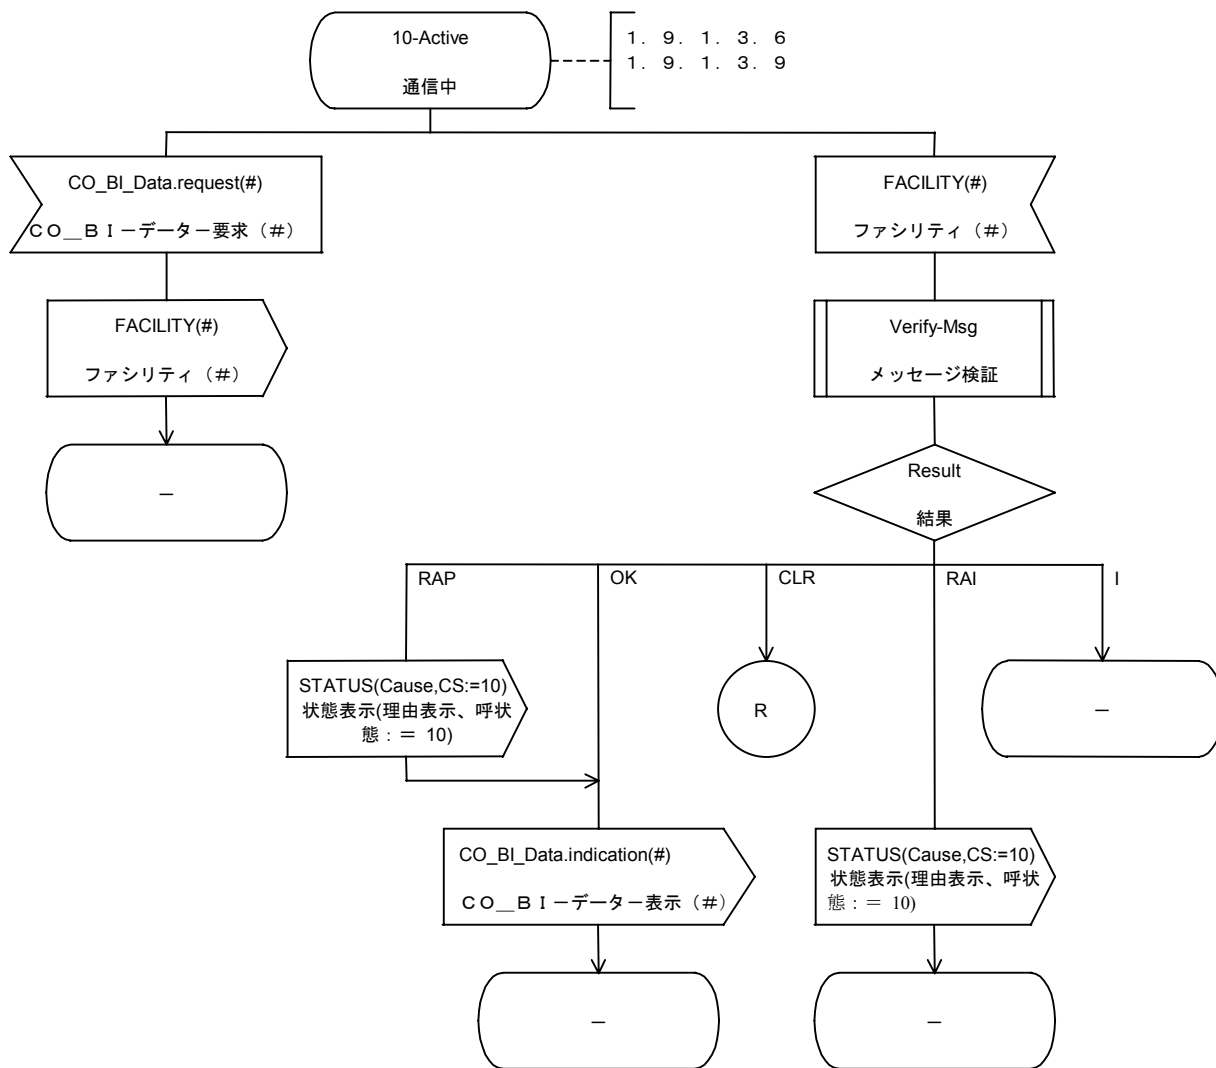 10-Active
通信中
１．９．１．３．６
１．９．１．３．９
CO_BI_Data.request(#)
ＣＯ＿ＢＩ－データー要求（＃）
FACILITY(#)
ファシリティ（＃）
FACILITY(#)
ファシリティ（＃）
Verify-Msg
メッセージ検証
－
Result
結果
RAP
OK
CLR
RAI
I
STATUS(Cause,CS:=10)
状態表示(理由表示、呼状
態：＝ 10)
R
－
CO_BI_Data.indication(#)
ＣＯ＿ＢＩ－データー表示（＃）
STATUS(Cause,CS:=10)
状態表示(理由表示、呼状
態：＝ 10)
－
－